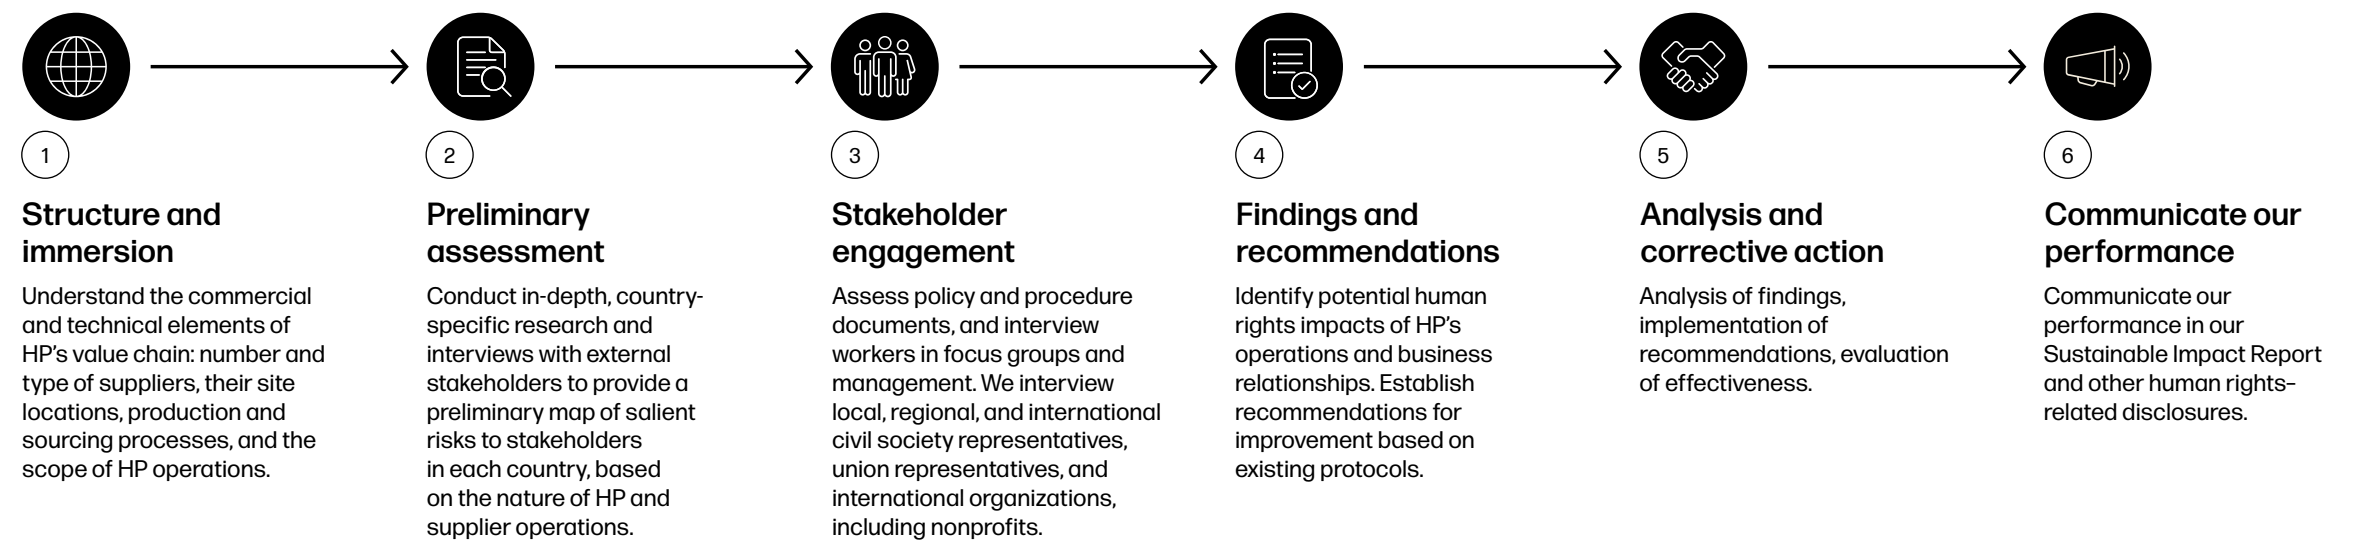 1
Structure and
immersion
Understand the commercial
and technical elements of
HP's value chain: number and
type of suppliers, their site
locations, production and
sourcing processes, and the
scope of HP operations.
2
Preliminary
assessment
Conduct in-depth, country-
specific research and
interviews with external
stakeholders to provide a
preliminary map of salient
risks to stakeholders
in each country, based
on the nature of HP and
supplier operations.
3
Stakeholder
engagement
Assess policy and procedure
documents, and interview
workers in focus groups and
management. We interview
local, regional, and international
civil society representatives,
union representatives, and
international organizations,
including nonprofits.
4
Findings and
recommendations
Identify potential human
rights impacts of HP's
operations and business
relationships. Establish
recommendations for
improvement based on
existing protocols.
5
Analysis and
corrective action
Analysis of findings,
implementation of
recommendations, evaluation
of effectiveness.
6
Communicate our
performance
Communicate our
performance in our
Sustainable Impact Report
and other human rights–
related disclosures.